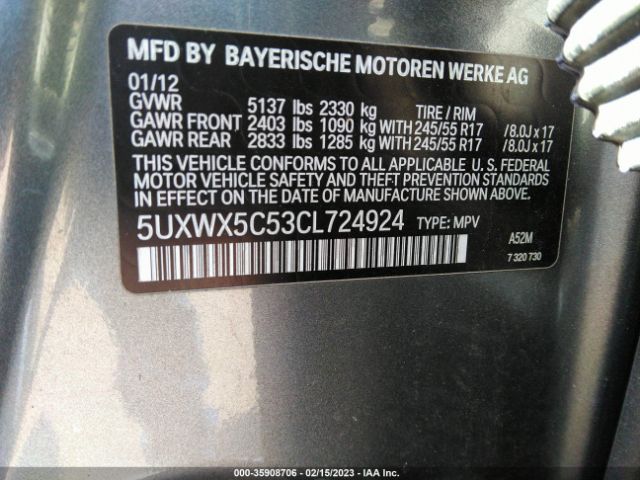 MFD BY BAYERISCHE MOTOREN WERKE AG
01/12
GVWR 5137 lbs 2330 kg TIRE / RIM
GAWR FRONT 2403 lbs 1090 kg WITH 245/55 R17 /8.0J x 17
GAWR REAR 2833 lbs 1285 kg WITH 245/55 R17 /8.0J x 17
THIS VEHICLE CONFORMS TO ALL APPLICABLE U. S. FEDERAL
MOTOR VEHICLE SAFETY AND THEFT PREVENTION STANDARDS
IN EFFECT ON THE DATE OF MANUFACTURE SHOWN ABOVE.
5UXWX5C53CL724924 TYPE: MPV
A52M
7 320 730
000-35908706 - 02/15/2023 - IAA Inc.